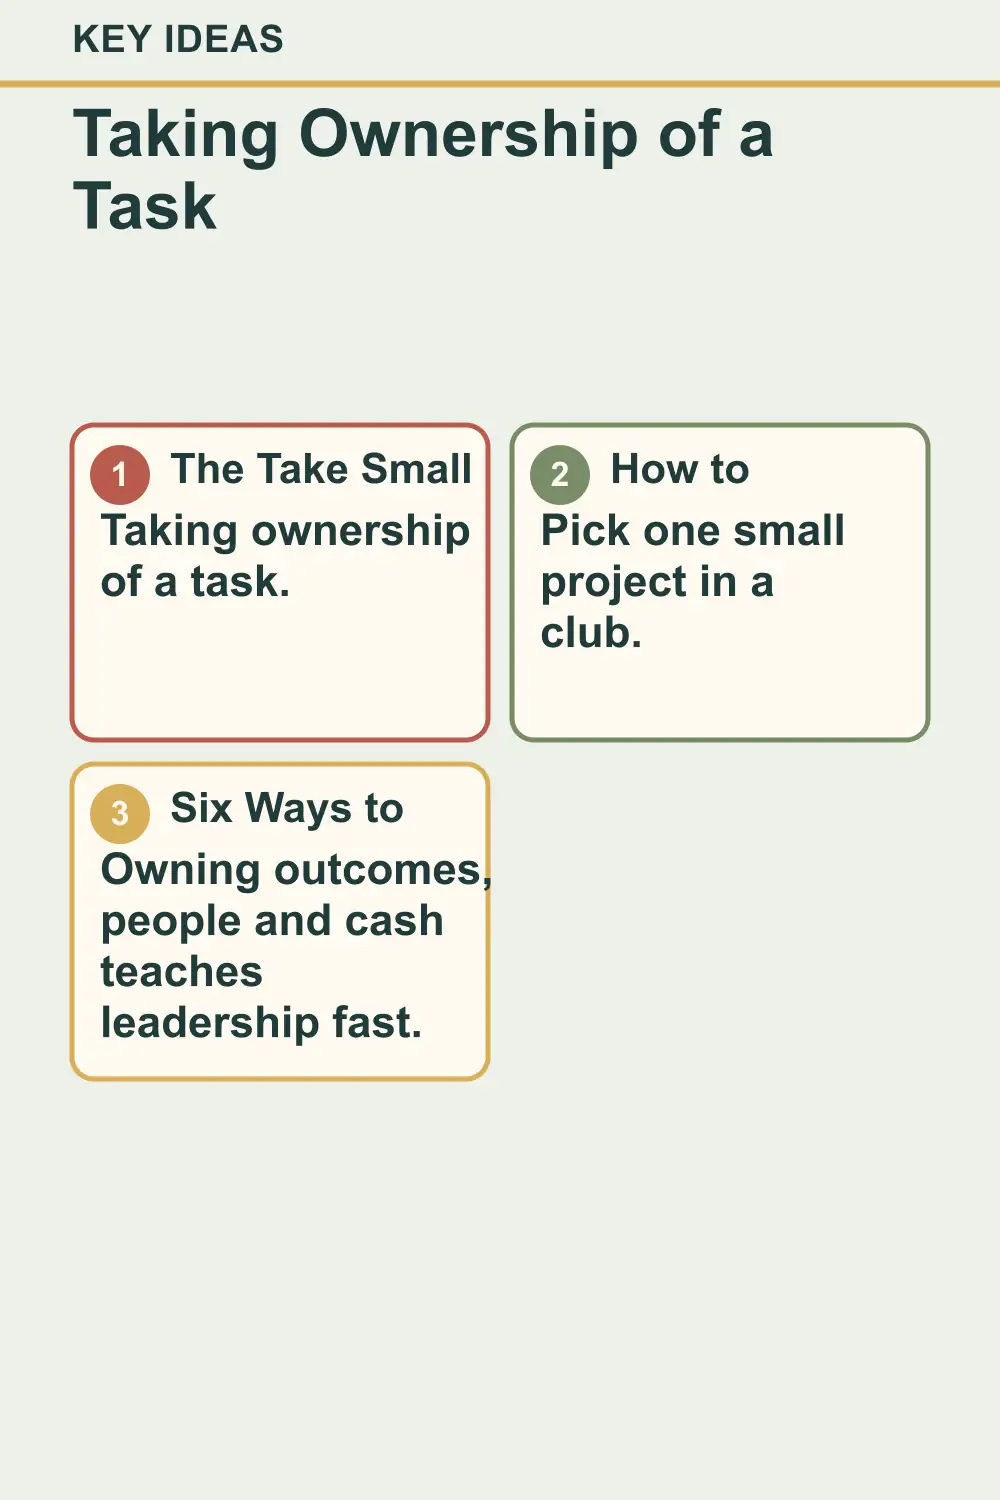 KEY IDEAS
Taking Ownership of a
Task
1 The Take Small
Taking ownership
of a task.
2 How to
Pick one small
project in a
club.
3 Six Ways to
Owning outcomes,
people and cash
teaches
leadership fast.